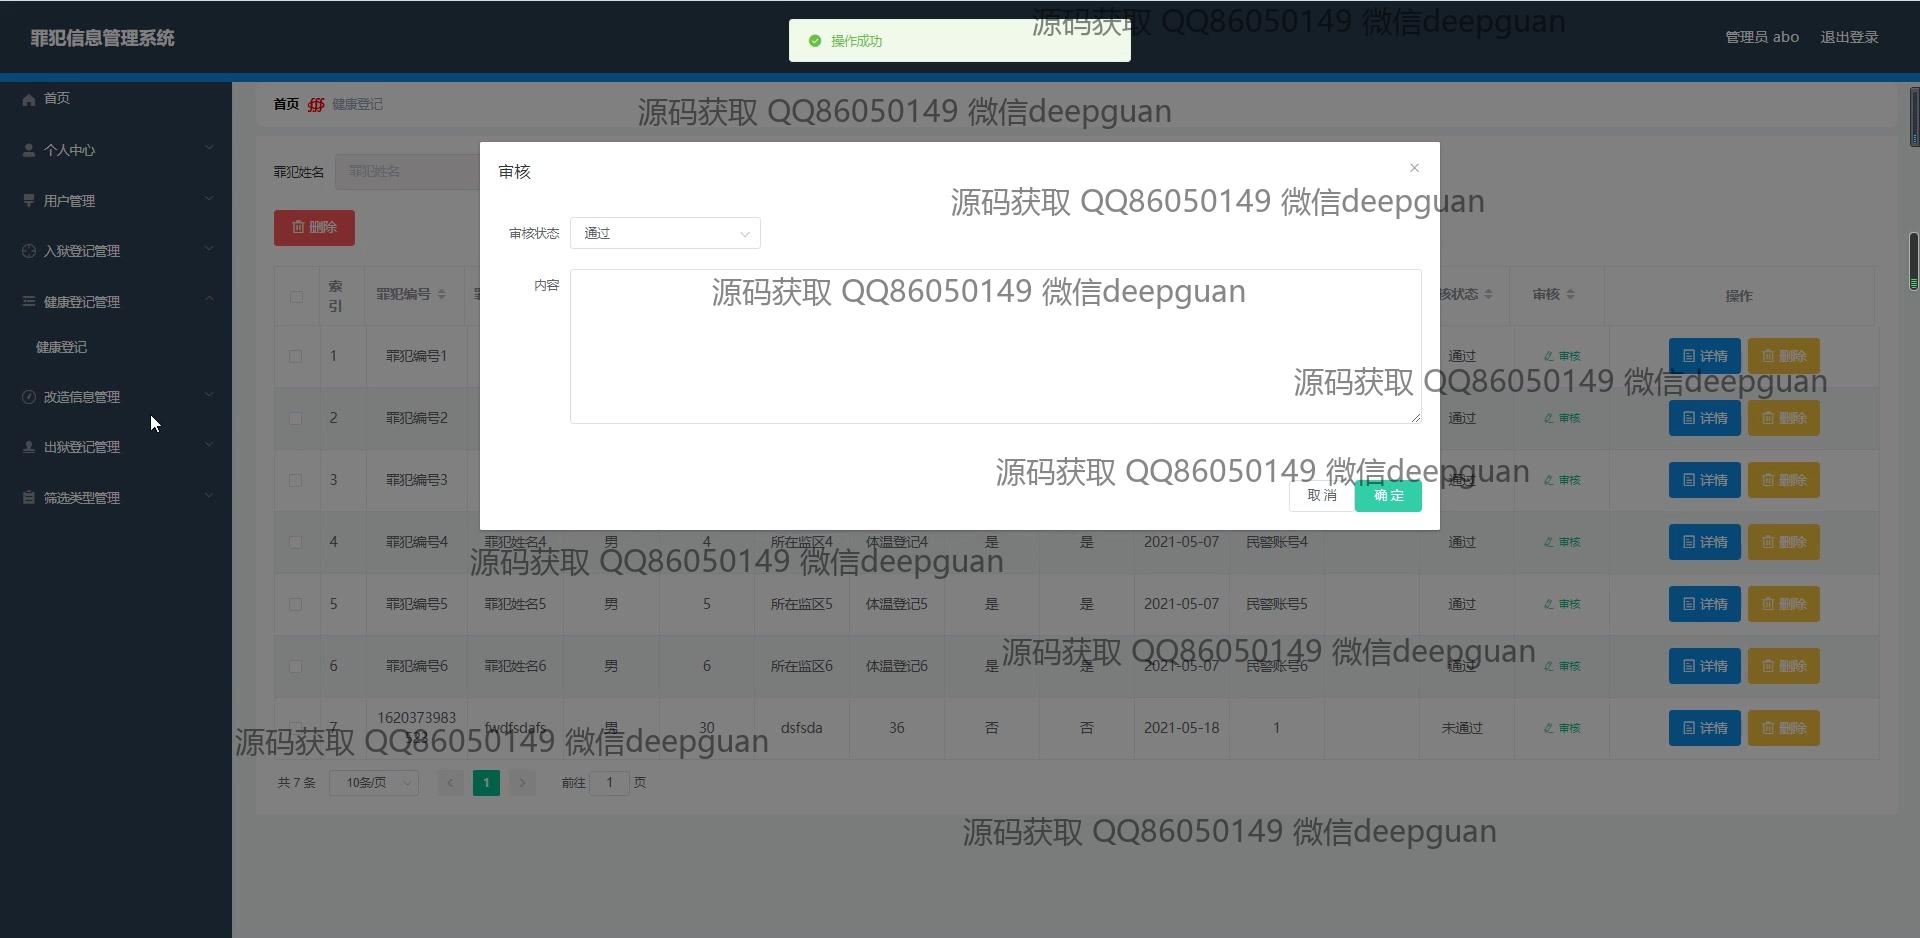 罪犯信息管理系统
操作成功
源码获取 QQ86050149 微信deepguan
管理员 abo
退出登录
首页
个人中心
用户管理
入狱登记管理
健康登记管理
健康登记
改造信息管理
出狱登记管理
筛选类型管理
首页 健康登记
源码获取 QQ86050149 微信deepguan
罪犯姓名 罪犯姓名
删除
审核
源码获取 QQ86050149 微信deepguan
审核状态 通过
内容
源码获取 QQ86050149 微信deepguan
源码获取 QQ86050149 微信deepguan
源码获取 QQ86050149 微信deepguan
取消 确定
索引 罪犯编号 核状态 审核 操作
1 罪犯编号1 通过 审核 详情 删除
2 罪犯编号2 通过 审核 详情 删除
3 罪犯编号3 通过 审核 详情 删除
4 罪犯编号4 罪犯姓名4 男 4 所在监区4 体温登记4 是 是 2021-05-07 民警账号4 通过 审核 详情 删除
源码获取 QQ86050149 微信deepguan
5 罪犯编号5 罪犯姓名5 男 5 所在监区5 体温登记5 是 是 2021-05-07 民警账号5 通过 审核 详情 删除
源码获取 QQ86050149 微信deepguan
6 罪犯编号6 罪犯姓名6 男 6 所在监区6 体温登记6 是 是 2021-05-07 民警账号6 通过 审核 详情 删除
7 1620373983 fwdfsdafs 男 30 dsfsda 36 否 否 2021-05-18 1 未通过 审核 详情 删除
源码获取 QQ86050149 微信deepguan
共 7 条 10条/页 1 前往 1 页
源码获取 QQ86050149 微信deepguan